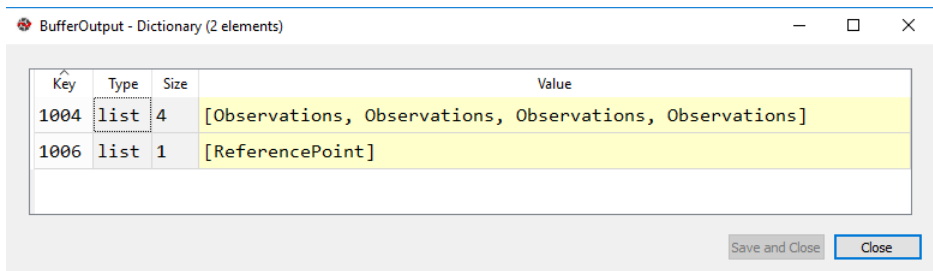 BufferOutput - Dictionary (2 elements)
Key Type Size Value
1004 list 4 [Observations, Observations, Observations, Observations]
1006 list 1 [ReferencePoint]
Save and Close Close